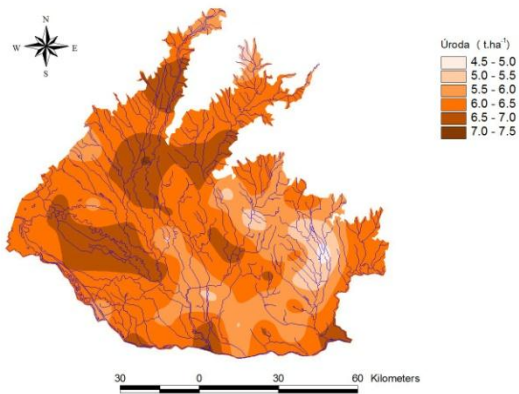 N
W E
S
Úroda ( t.ha⁻¹)
4.5 - 5.0
5.0 - 5.5
5.5 - 6.0
6.0 - 6.5
6.5 - 7.0
7.0 - 7.5
30 0 30 60 Kilometers